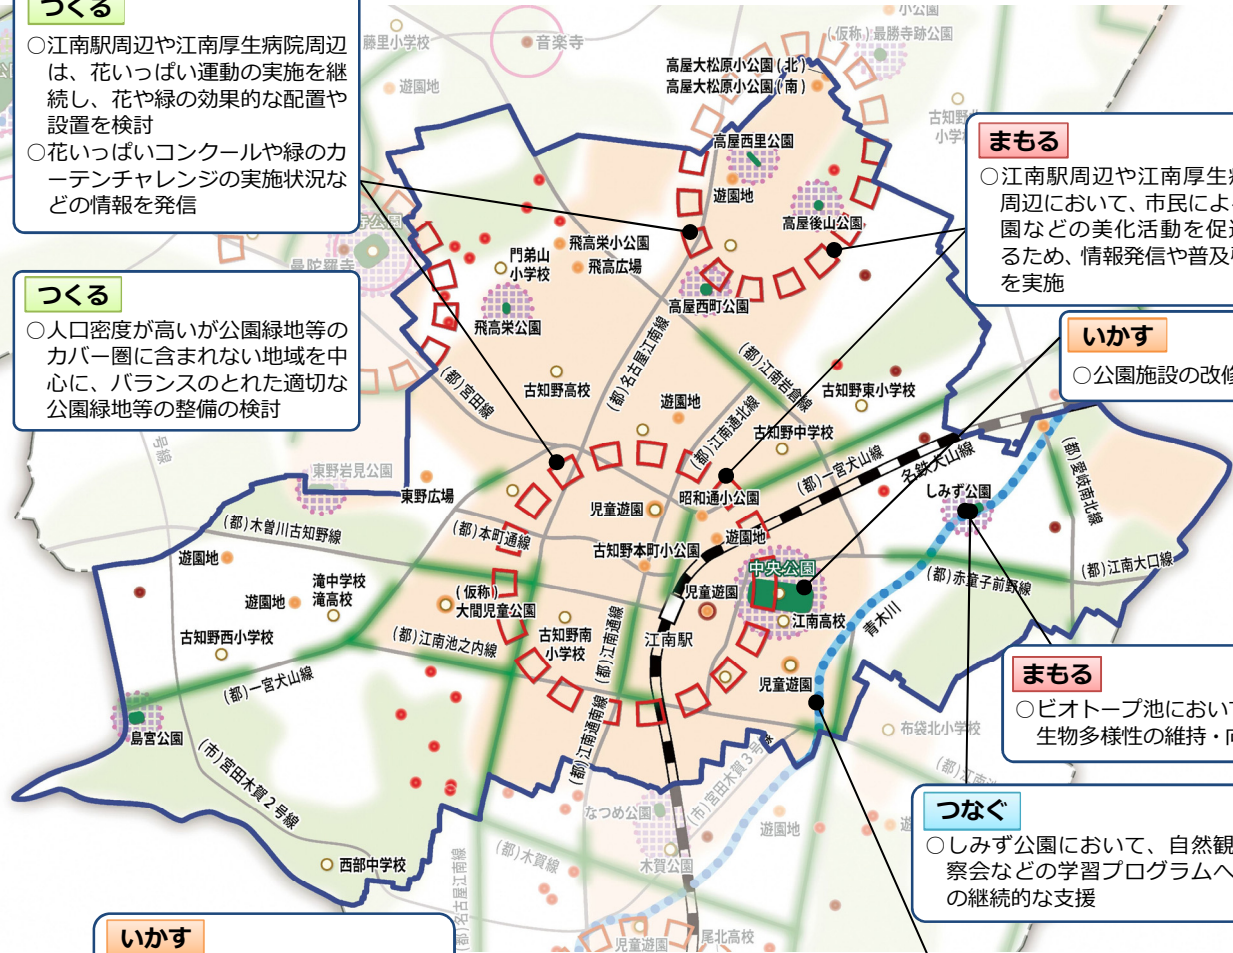 つくる
○江南駅周辺や江南厚生病院周辺
は、花いっぱい運動の実施を継
続し、花や緑の効果的な配置や
設置を検討
○花いっぱいコンクールや緑のカ
ーテンチャレンジの実施状況な
どの情報を発信
つくる
○人口密度が高いが公園緑地等の
カバー圏に含まれない地域を中
心に、バランスのとれた適切な
公園緑地等の整備の検討
藤里小学校
音楽寺
小公園
(仮称)最勝寺跡公園
遊園地
高屋大松原小公園(北)
高屋大松原小公園(南)
古知野北
小学校
高屋西里公園
遊園地
高屋後山公園
まもる
○江南駅周辺や江南厚生病
周辺において、市民によ
園などの美化活動を促進
るため、情報発信や普及
を実施
曼陀羅寺
門弟山
小学校
飛高栄小公園
飛高広場
飛高栄公園
高屋西町公園
いかす
○公園施設の改修
(都)名古屋江南線
(都)宮田線
古知野高校
(都)江南岩倉線
古知野東小学校
遊園地
(都)江南通北線
古知野中学校
(都)一宮犬山線
名鉄犬山線
号線
東野岩見公園
東野広場
児童遊園
昭和通小公園
しみず公園
(都)愛岐南北線
(都)木曽川古知野線
(都)本町通線
古知野本町小公園
遊園地
遊園地
滝中学校
滝高校
遊園地
(仮称)
大間児童公園
中央公園
児童遊園
(都)赤童子前野線
(都)江南大口線
古知野西小学校
古知野南
小学校
江南高校
青木川
(都)江南池之内線
(都)江南通線
江南駅
(都)一宮犬山線
児童遊園
まもる
○ビオトープ池におい
生物多様性の維持・向
島宮公園
(都)江南通南線
布袋北小学校
(市)宮田木賀2号線
(市)宮田木賀3号
なつめ公園
遊園地
つなぐ
○しみず公園において、自然観
察会などの学習プログラムへ
の継続的な支援
西部中学校
(都)木賀線
木賀公園
(都)名古屋江南線
いかす
児童遊園
尾北高校